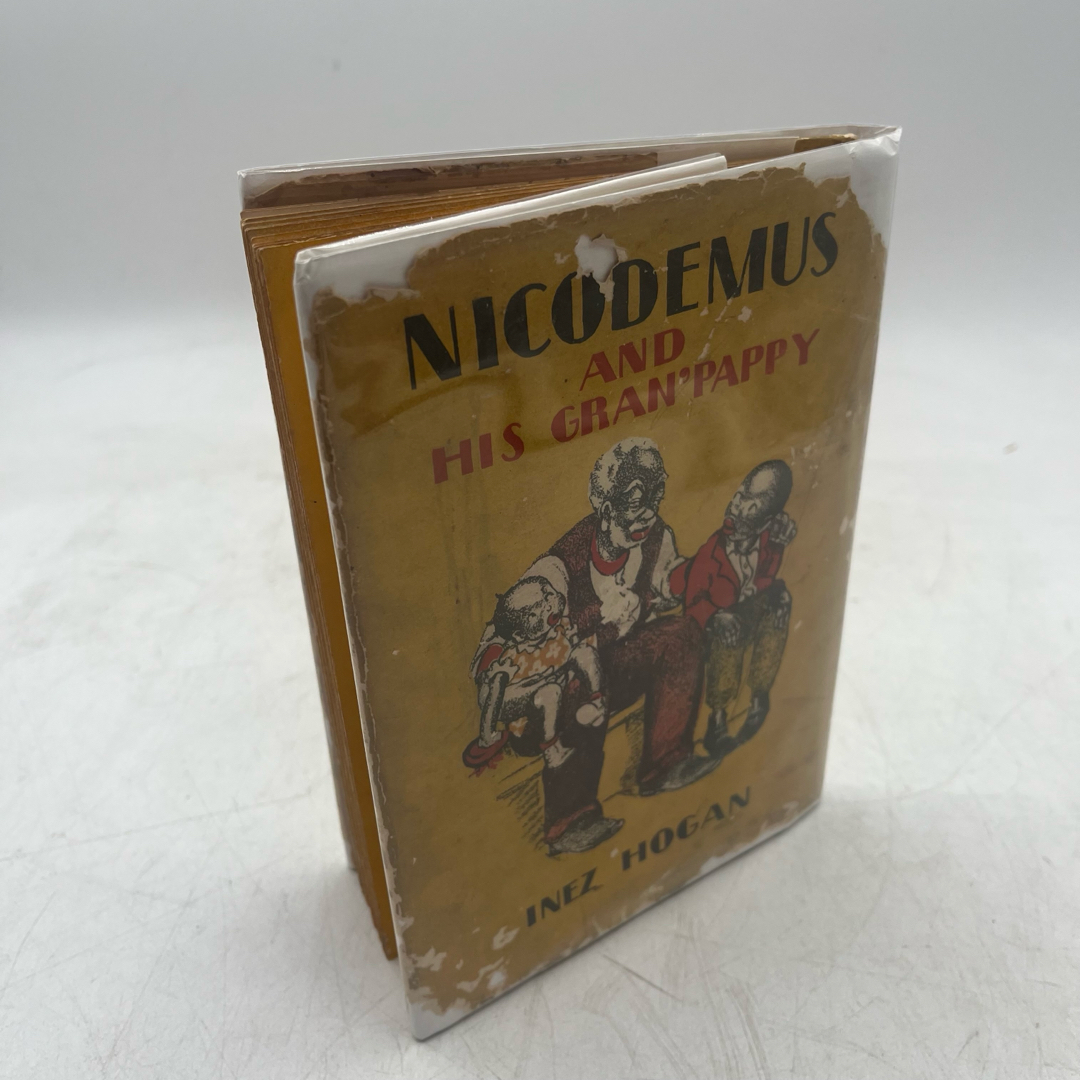 NICODEMUS
AND
HIS GRAN'PAPPY
INEZ HOGAN